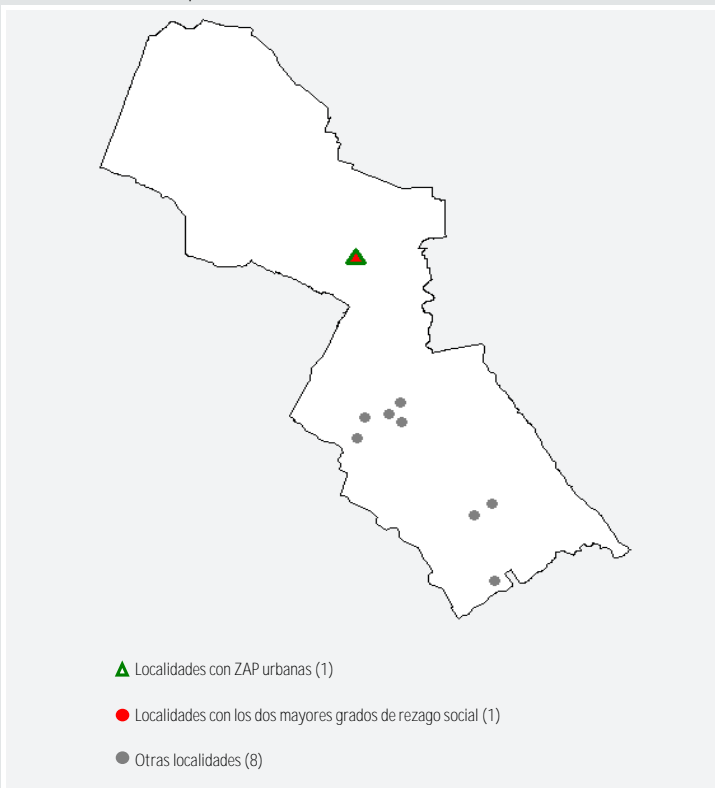 Localidades con ZAP urbanas (1)
Localidades con los dos mayores grados de rezago social (1)
Otras localidades (8)